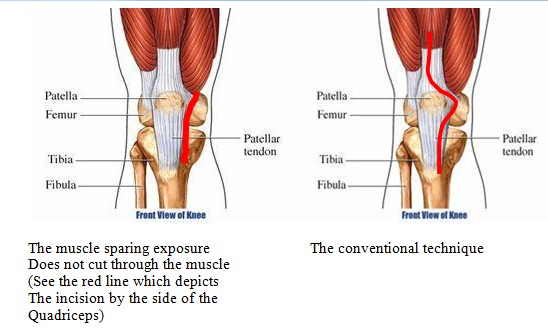 Patella
Femur
Patellar
tendon
Tibia
Fibula
Front View of Knee
Patella
Femur
Patellar
tendon
Tibia
Fibula
Front View of Knee
The muscle sparing exposure
Does not cut through the muscle
(See the red line which depicts
The incision by the side of the
Quadriceps)
The conventional technique